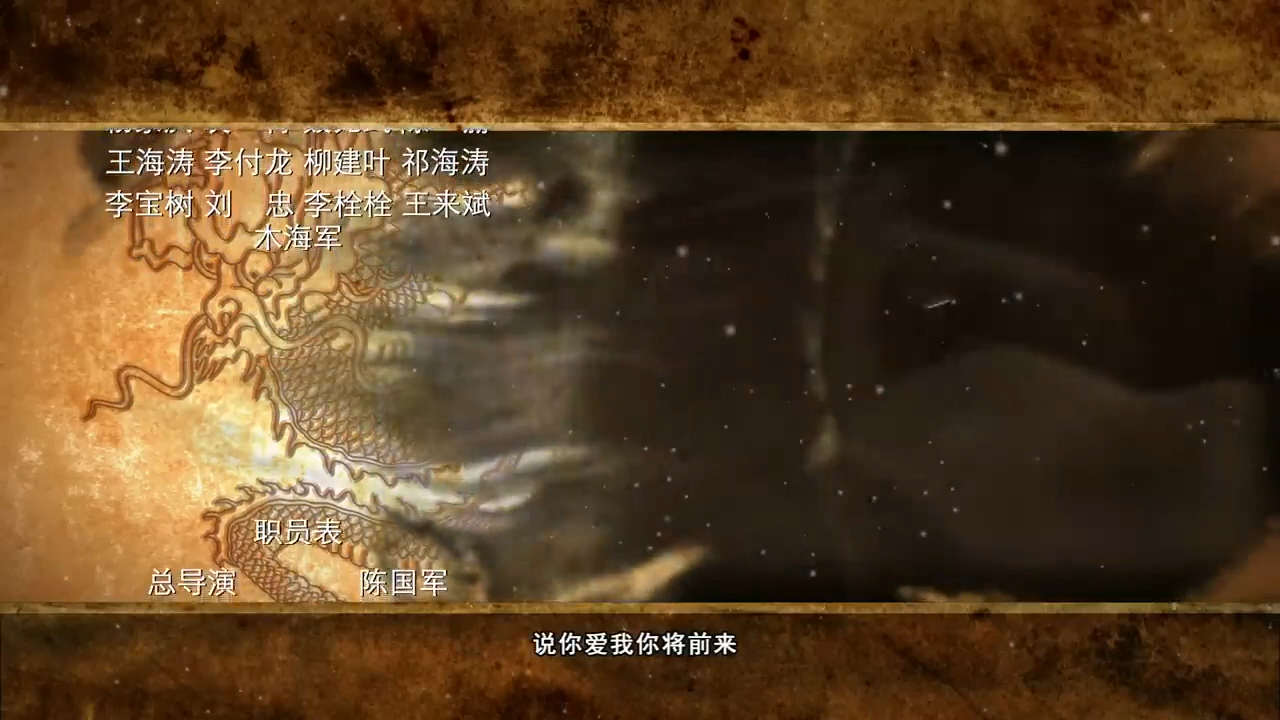 王海涛 李付龙 柳建叶 祁海涛
李宝树 刘　忠 李栓栓 王来斌
木海军
职员表
总导演 陈国军
说你爱我你将前来